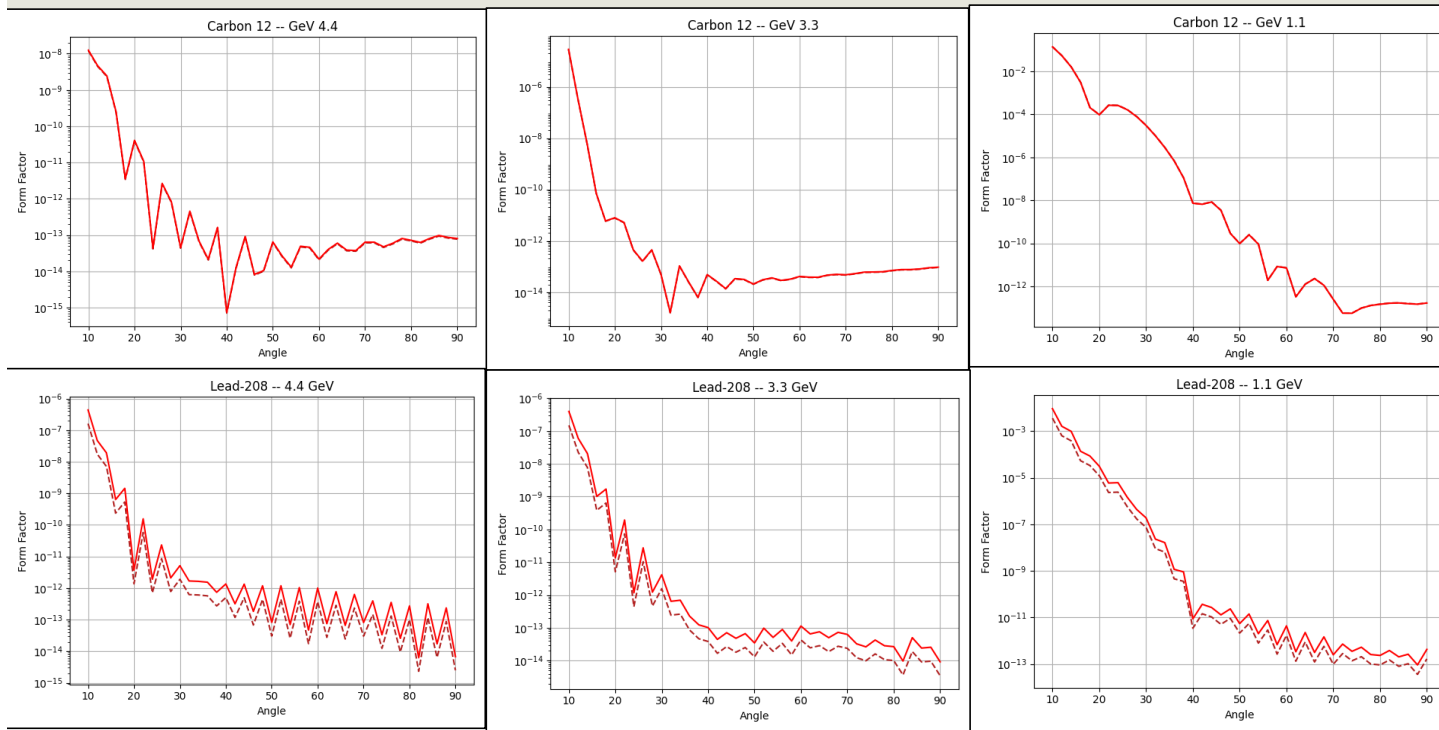 Carbon 12 -- GeV 4.4
Form Factor
10⁻⁸
10⁻⁹
10⁻¹⁰
10⁻¹¹
10⁻¹²
10⁻¹³
10⁻¹⁴
10⁻¹⁵
10 20 30 40 50 60 70 80 90
Angle
Carbon 12 -- GeV 3.3
Form Factor
10⁻⁶
10⁻⁸
10⁻¹⁰
10⁻¹²
10⁻¹⁴
10 20 30 40 50 60 70 80 90
Angle
Carbon 12 -- GeV 1.1
Form Factor
10⁻²
10⁻⁴
10⁻⁶
10⁻⁸
10⁻¹⁰
10⁻¹²
10 20 30 40 50 60 70 80 90
Angle
Lead-208 -- 4.4 GeV
Form Factor
10⁻⁶
10⁻⁷
10⁻⁸
10⁻⁹
10⁻¹⁰
10⁻¹¹
10⁻¹²
10⁻¹³
10⁻¹⁴
10⁻¹⁵
10 20 30 40 50 60 70 80 90
Angle
Lead-208 -- 3.3 GeV
Form Factor
10⁻⁶
10⁻⁷
10⁻⁸
10⁻⁹
10⁻¹⁰
10⁻¹¹
10⁻¹²
10⁻¹³
10⁻¹⁴
10 20 30 40 50 60 70 80 90
Angle
Lead-208 -- 1.1 GeV
Form Factor
10⁻³
10⁻⁵
10⁻⁷
10⁻⁹
10⁻¹¹
10⁻¹³
10 20 30 40 50 60 70 80 90
Angle